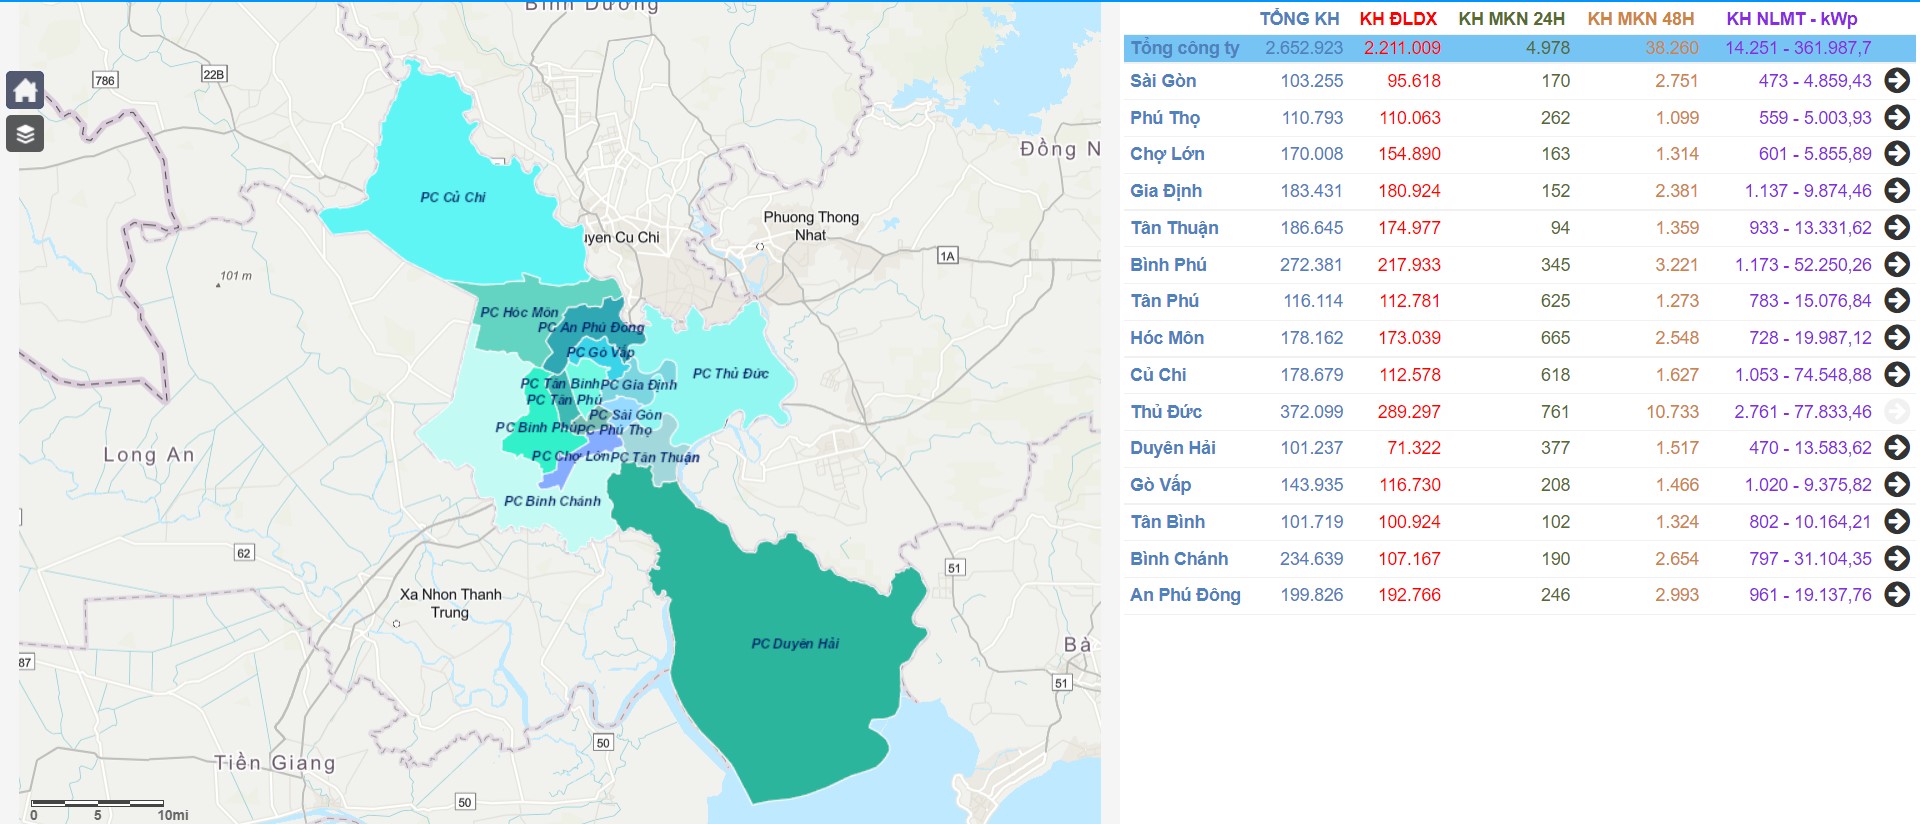 Bình Dương
786
22B
Đồng N
PC Củ Chi
Phuong Thong
Nhat
uyen Cu Chi
1A
101 m
PC Hóc Môn
PC An Phú Đông
PC Gò Vấp
PC Thủ Đức
PC Tân Bình
PC Gia Định
PC Tân Phú
PC Sài Gòn
PC Bình Phú
PC Phú Thọ
Long An
PC Chợ Lớn
PC Tân Thuận
PC Bình Chánh
62
51
Xa Nhon Thanh
Trung
PC Duyên Hải
Bà
87
51
50
Tiền Giang
50
0 5 10mi
TỔNG KH KH ĐLDX KH MKN 24H KH MKN 48H KH NLMT - kWp
Tổng công ty 2.652.923 2.211.009 4.978 38.260 14.251 - 361.987,7
Sài Gòn 103.255 95.618 170 2.751 473 - 4.859,43
Phú Thọ 110.793 110.063 262 1.099 559 - 5.003,93
Chợ Lớn 170.008 154.890 163 1.314 601 - 5.855,89
Gia Định 183.431 180.924 152 2.381 1.137 - 9.874,46
Tân Thuận 186.645 174.977 94 1.359 933 - 13.331,62
Bình Phú 272.381 217.933 345 3.221 1.173 - 52.250,26
Tân Phú 116.114 112.781 625 1.273 783 - 15.076,84
Hóc Môn 178.162 173.039 665 2.548 728 - 19.987,12
Củ Chi 178.679 112.578 618 1.627 1.053 - 74.548,88
Thủ Đức 372.099 289.297 761 10.733 2.761 - 77.833,46
Duyên Hải 101.237 71.322 377 1.517 470 - 13.583,62
Gò Vấp 143.935 116.730 208 1.466 1.020 - 9.375,82
Tân Bình 101.719 100.924 102 1.324 802 - 10.164,21
Bình Chánh 234.639 107.167 190 2.654 797 - 31.104,35
An Phú Đông 199.826 192.766 246 2.993 961 - 19.137,76